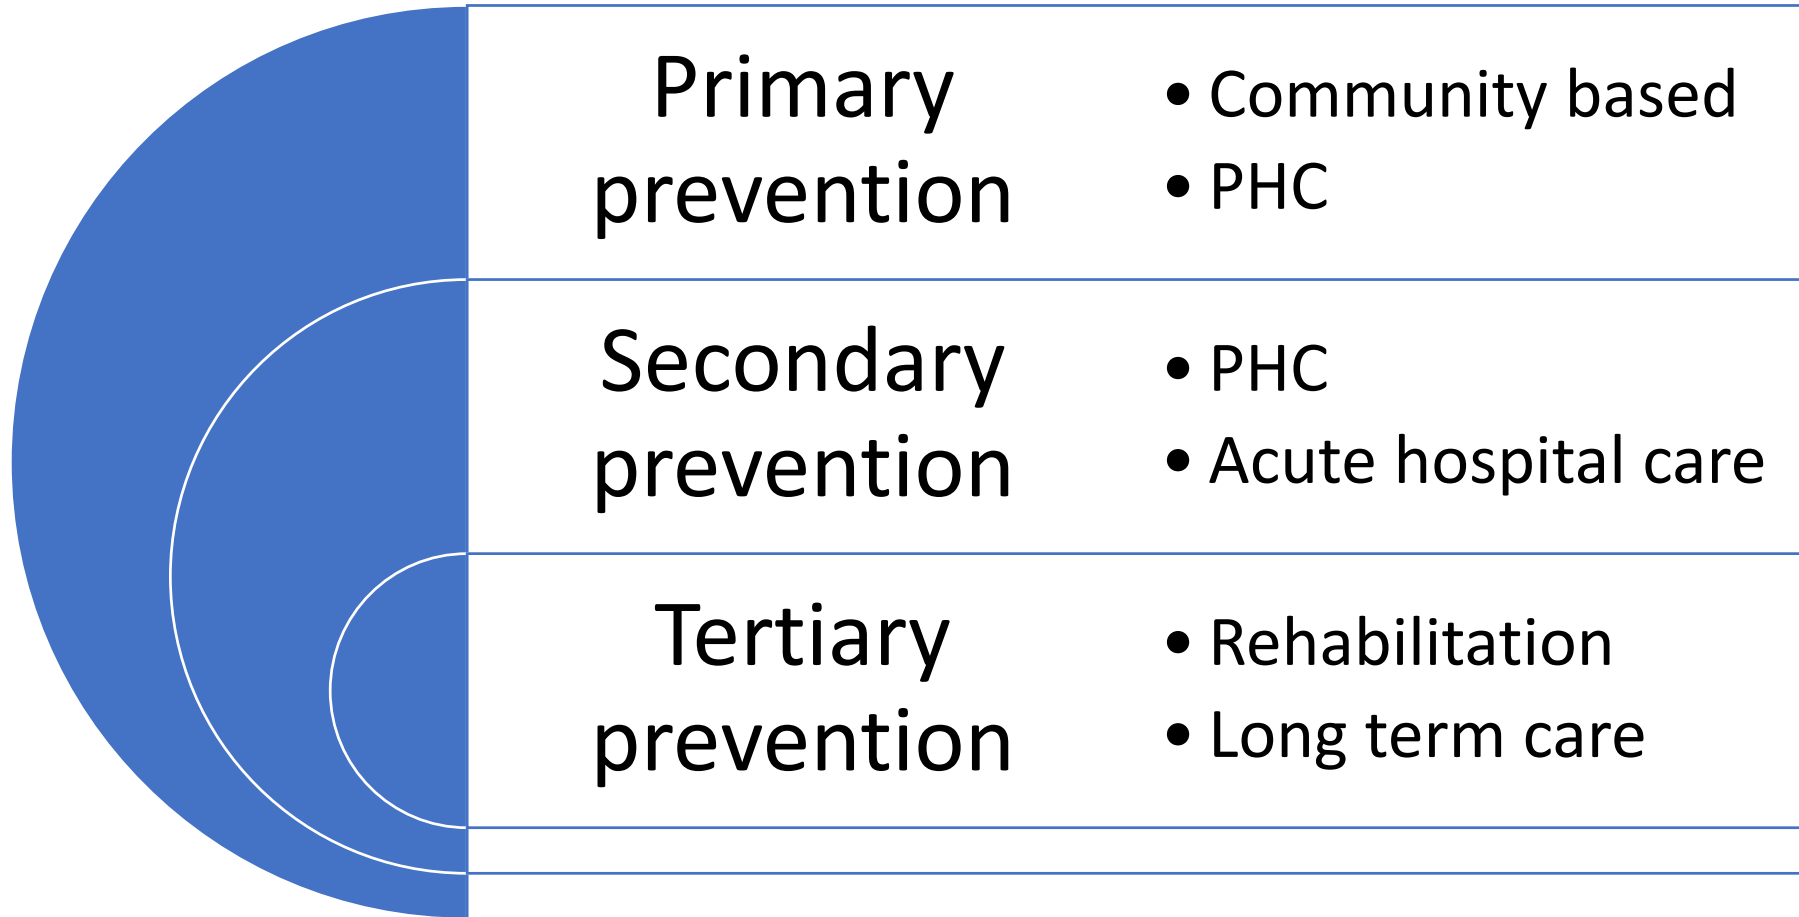 Primary
prevention
• Community based
• PHC
Secondary
prevention
• PHC
• Acute hospital care
Tertiary
prevention
• Rehabilitation
• Long term care